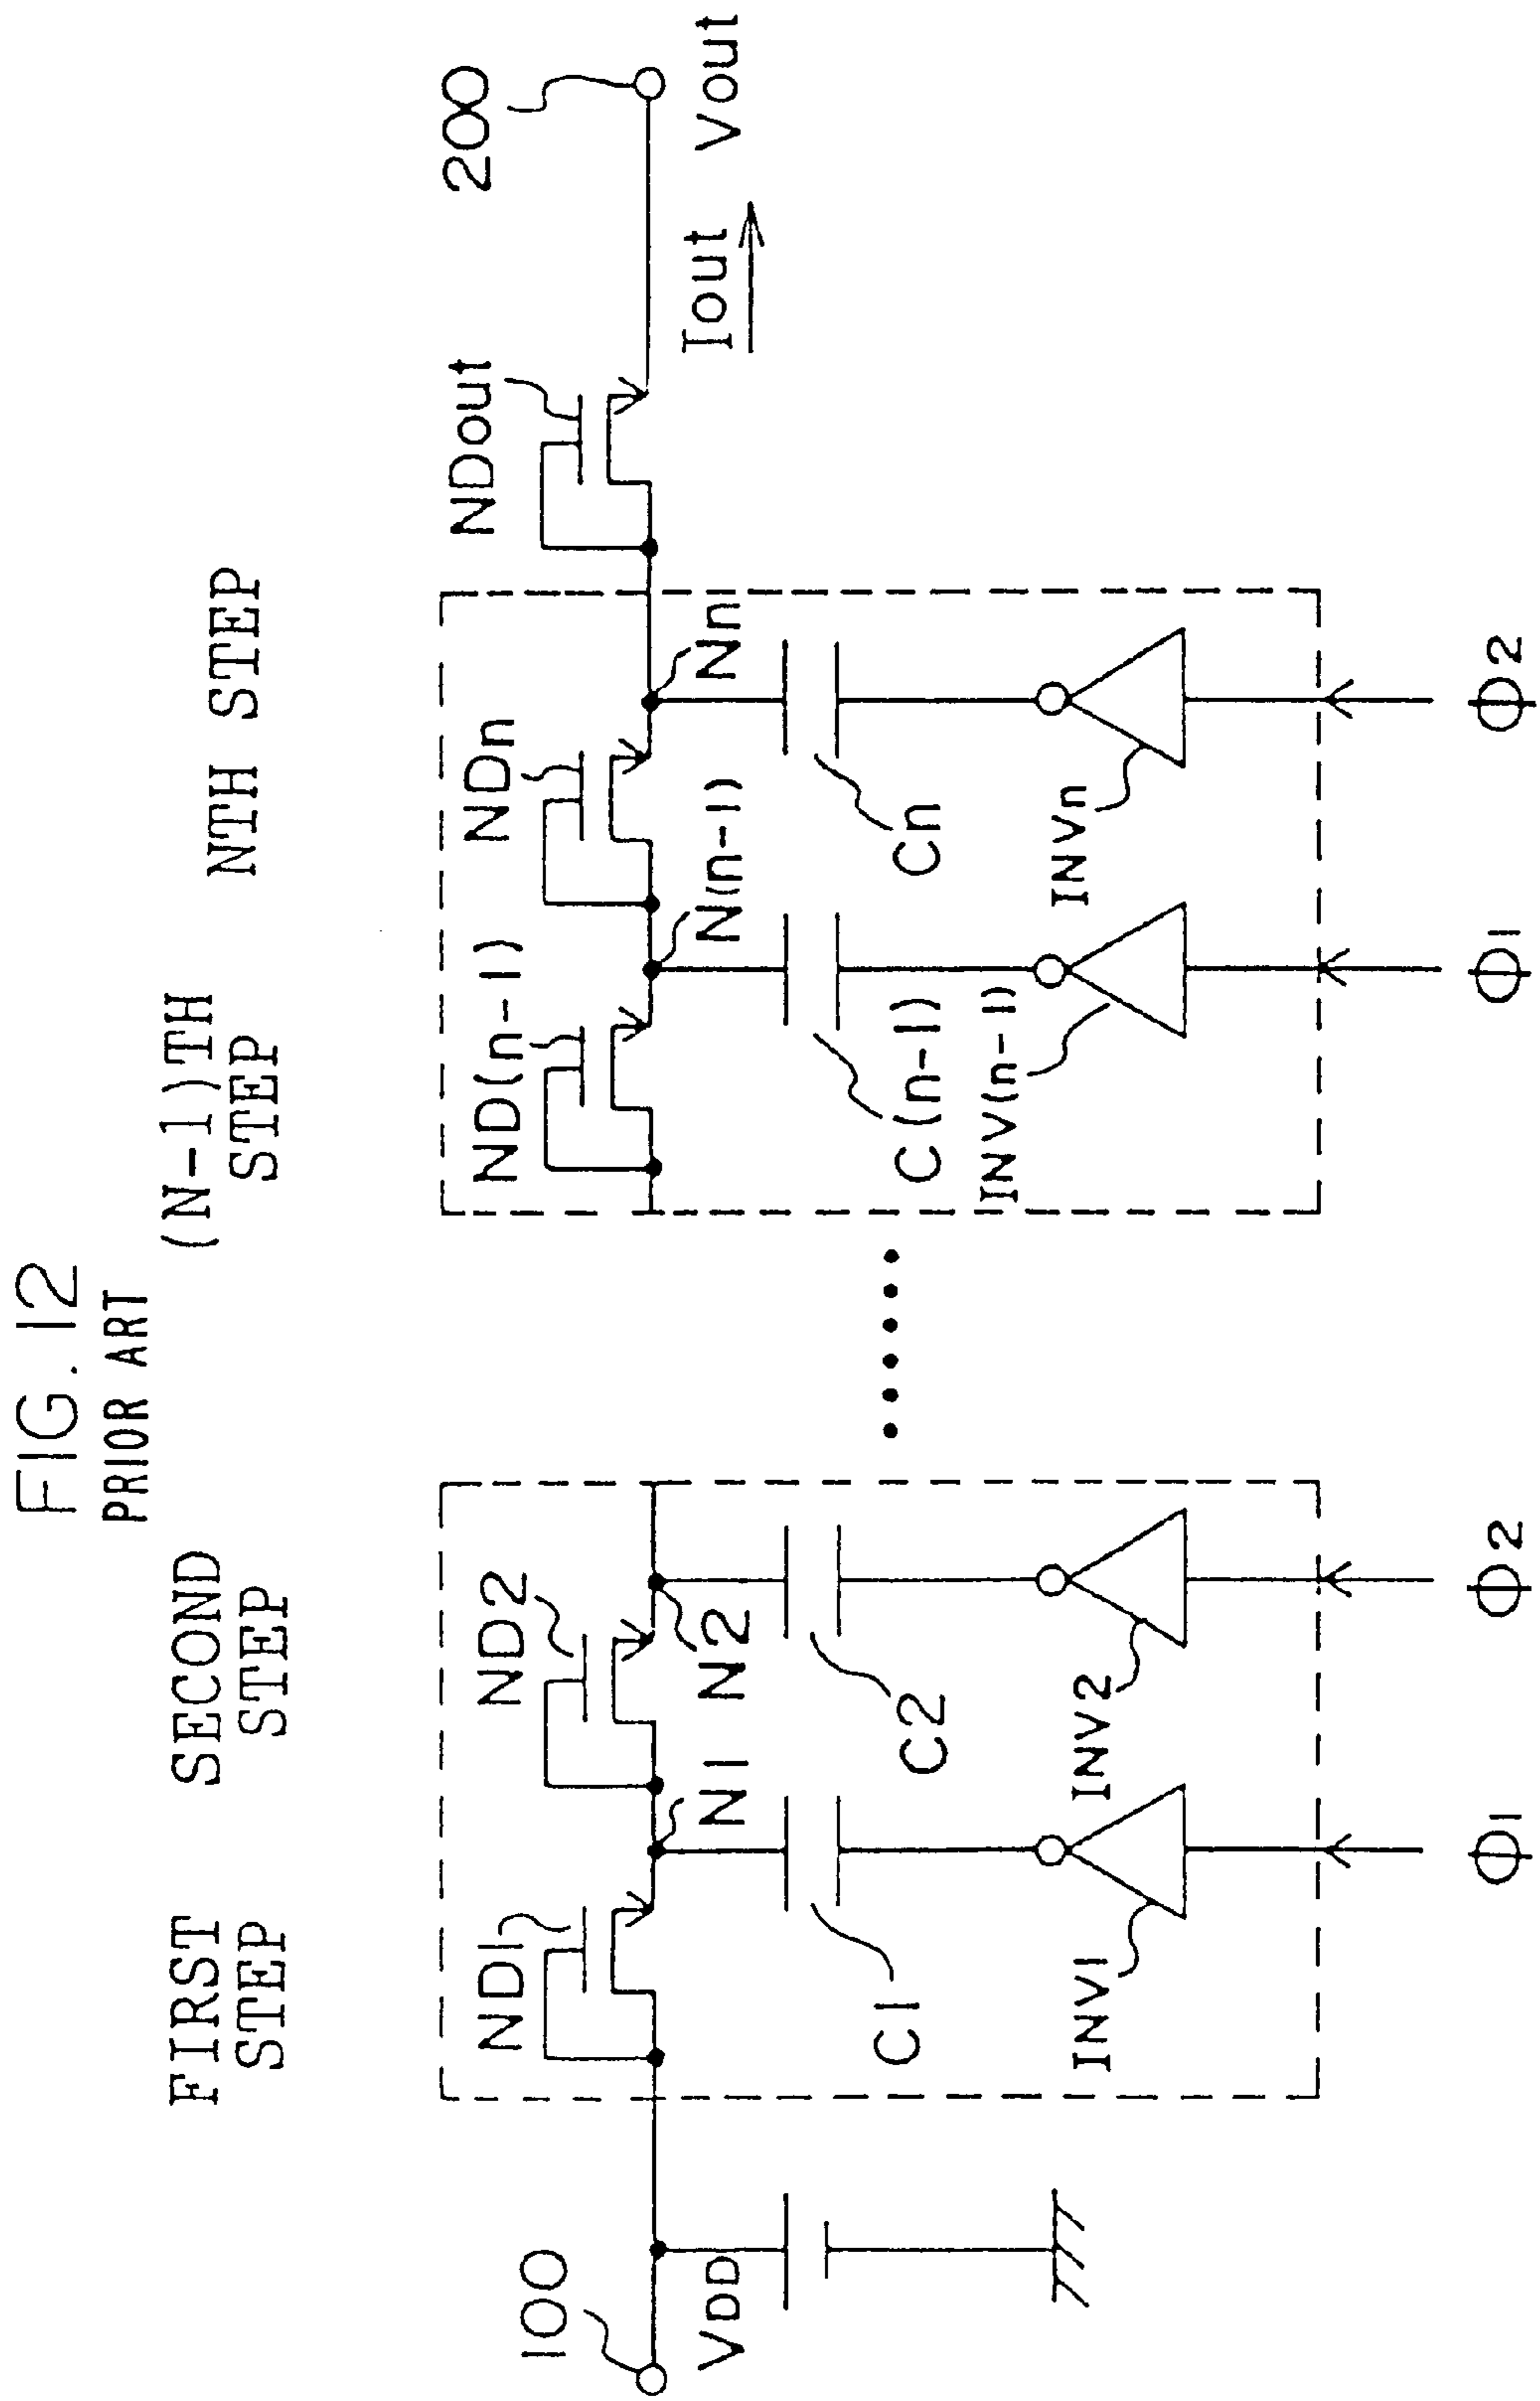 FIG. 12
PRIOR ART
FIRST
STEP
SECOND
STEP
(N-1)TH
STEP
NTH STEP
100
VDD
ND1
N1
C1
INV1
Φ1
ND2
N2
C2
INV2
Φ2
ND(n-1)
N(n-1)
C(n-1)
INV(n-1)
Φ1
NDn
Nn
Cn
INVn
Φ2
NDout
Iout
Vout
200